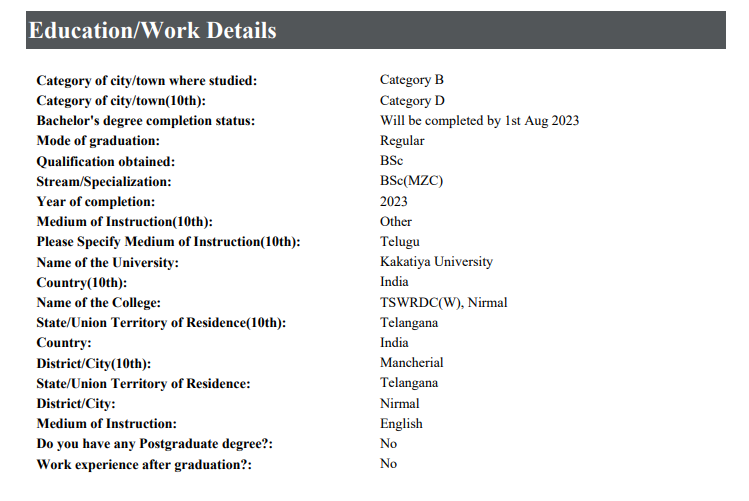 Education/Work Details
Category of city/town where studied: Category B
Category of city/town(10th): Category D
Bachelor's degree completion status: Will be completed by 1st Aug 2023
Mode of graduation: Regular
Qualification obtained: BSc
Stream/Specialization: BSc(MZC)
Year of completion: 2023
Medium of Instruction(10th): Other
Please Specify Medium of Instruction(10th): Telugu
Name of the University: Kakatiya University
Country(10th): India
Name of the College: TSWRDC(W), Nirmal
State/Union Territory of Residence(10th): Telangana
Country: India
District/City(10th): Mancherial
State/Union Territory of Residence: Telangana
District/City: Nirmal
Medium of Instruction: English
Do you have any Postgraduate degree?: No
Work experience after graduation?: No